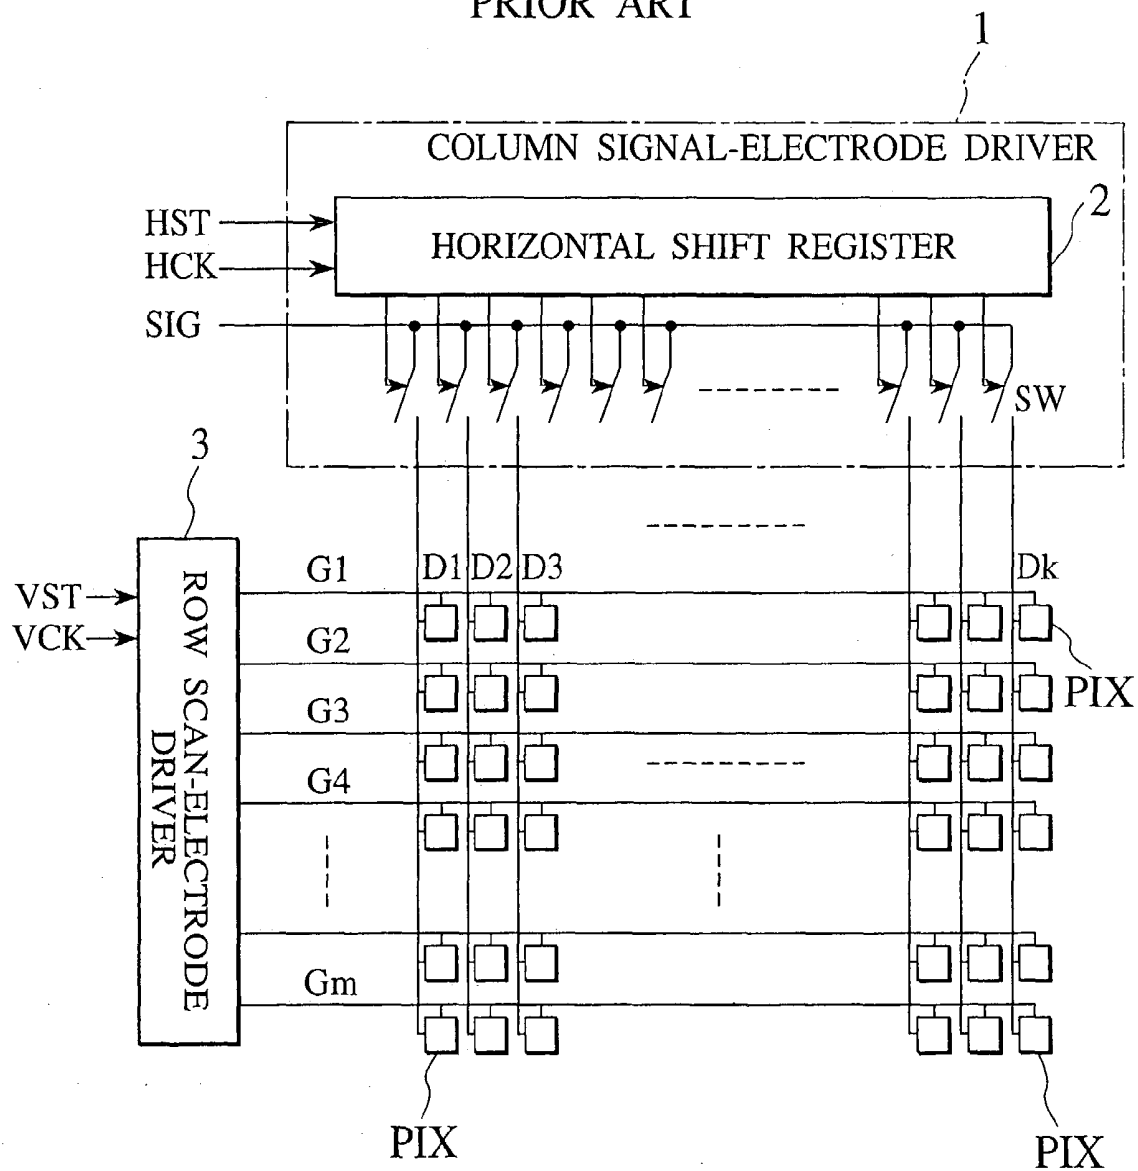 PRIOR ART
1
COLUMN SIGNAL-ELECTRODE DRIVER
2
HST
HORIZONTAL SHIFT REGISTER
HCK
SIG
SW
3
G1 D1 D2 D3 Dk
VST
VCK
ROW SCAN-ELECTRODE
DRIVER
G2
PIX
G3
G4
Gm
PIX
PIX